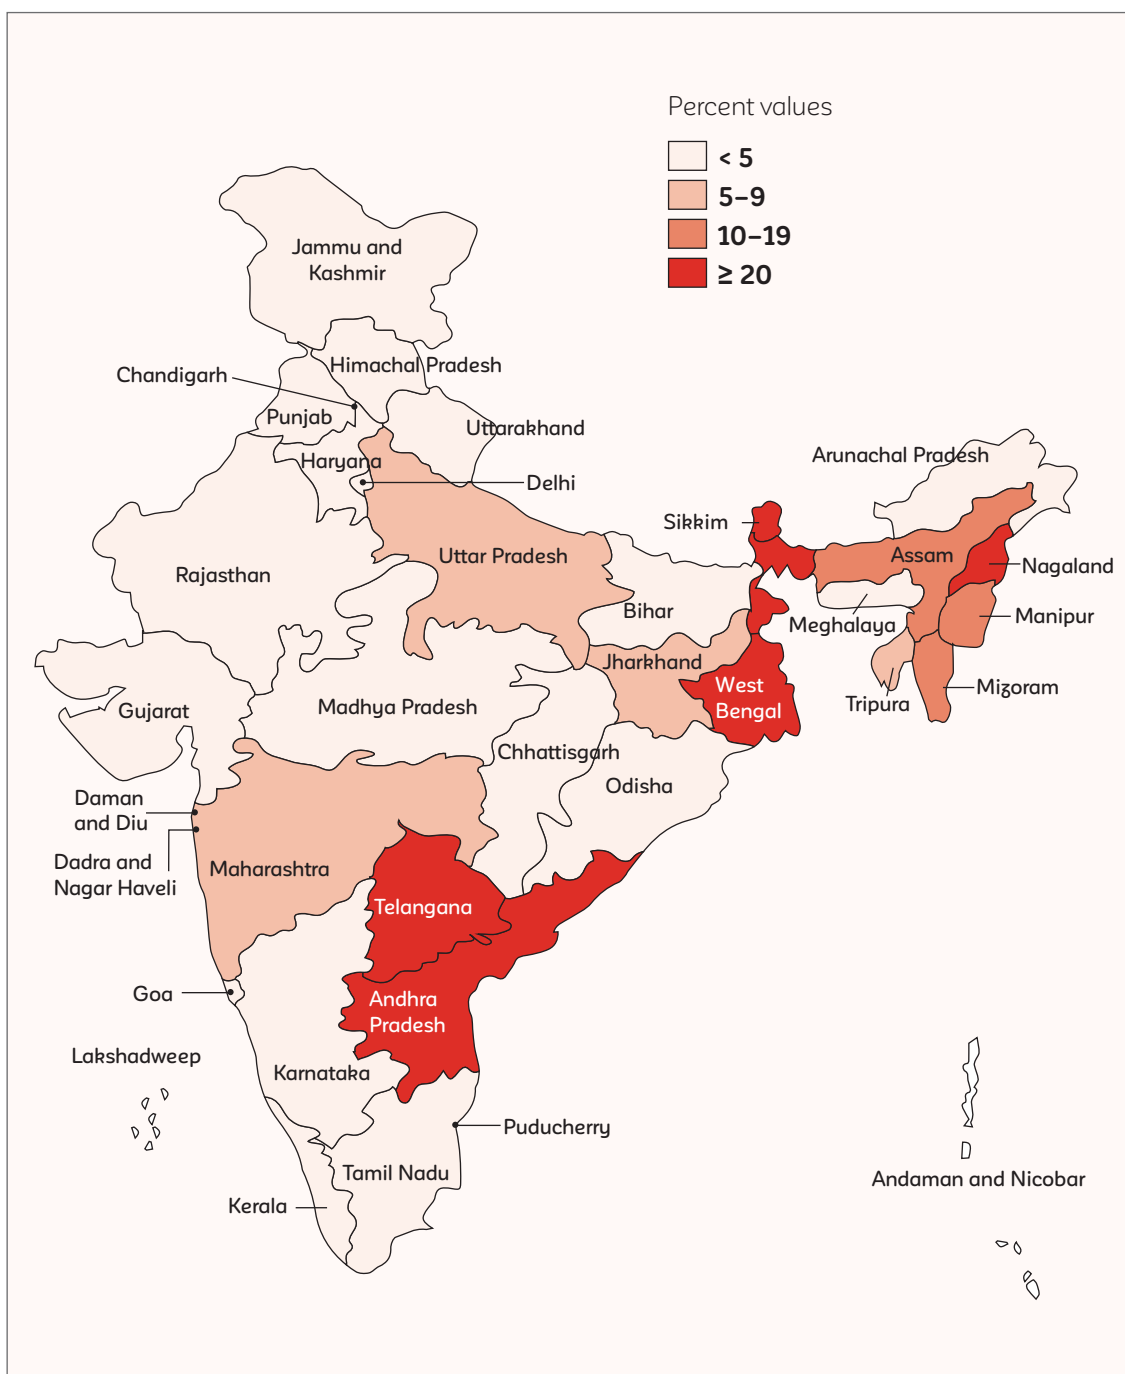 Percent values
< 5
5–9
10–19
≥ 20
Jammu and
Kashmir
Himachal Pradesh
Chandigarh
Punjab
Uttarakhand
Haryana
Delhi
Arunachal Pradesh
Sikkim
Uttar Pradesh
Assam
Nagaland
Rajasthan
Bihar
Meghalaya
Manipur
Jharkhand
West
Bengal
Tripura
Mizoram
Gujarat
Madhya Pradesh
Chhattisgarh
Odisha
Daman
and Diu
Dadra and
Nagar Haveli
Maharashtra
Telangana
Goa
Andhra
Pradesh
Lakshadweep
Karnataka
Puducherry
Tamil Nadu
Andaman and Nicobar
Kerala